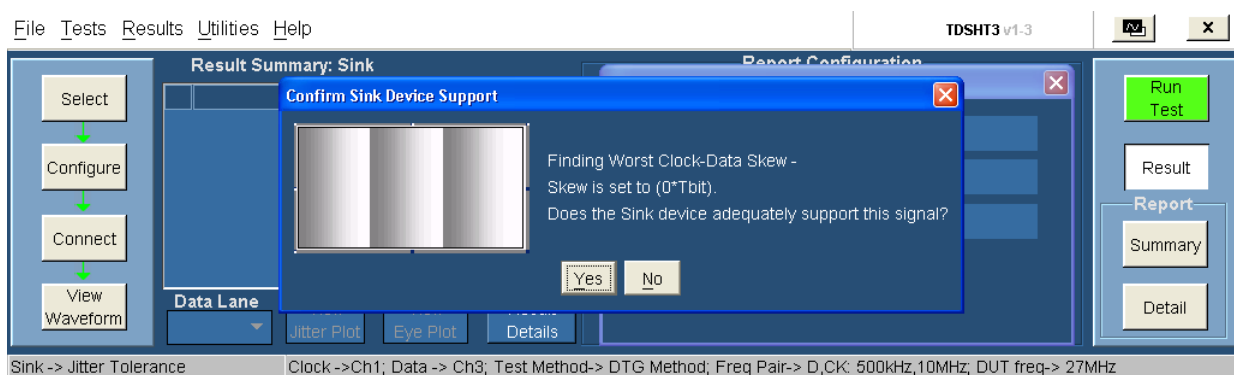 File Tests Results Utilities Help
TDSHT3 v1-3
x
Result Summary: Sink
Report Configuration
Select
Configure
Connect
View
Waveform
Confirm Sink Device Support
Finding Worst Clock-Data Skew -
Skew is set to (0*Tbit).
Does the Sink device adequately support this signal?
Yes No
Data Lane
Jitter Plot
Eye Plot
Details
Run
Test
Result
Report
Summary
Detail
Sink -> Jitter Tolerance
Clock ->Ch1; Data -> Ch3; Test Method-> DTG Method; Freq Pair-> D,CK: 500kHz,10MHz; DUT freq-> 27MHz